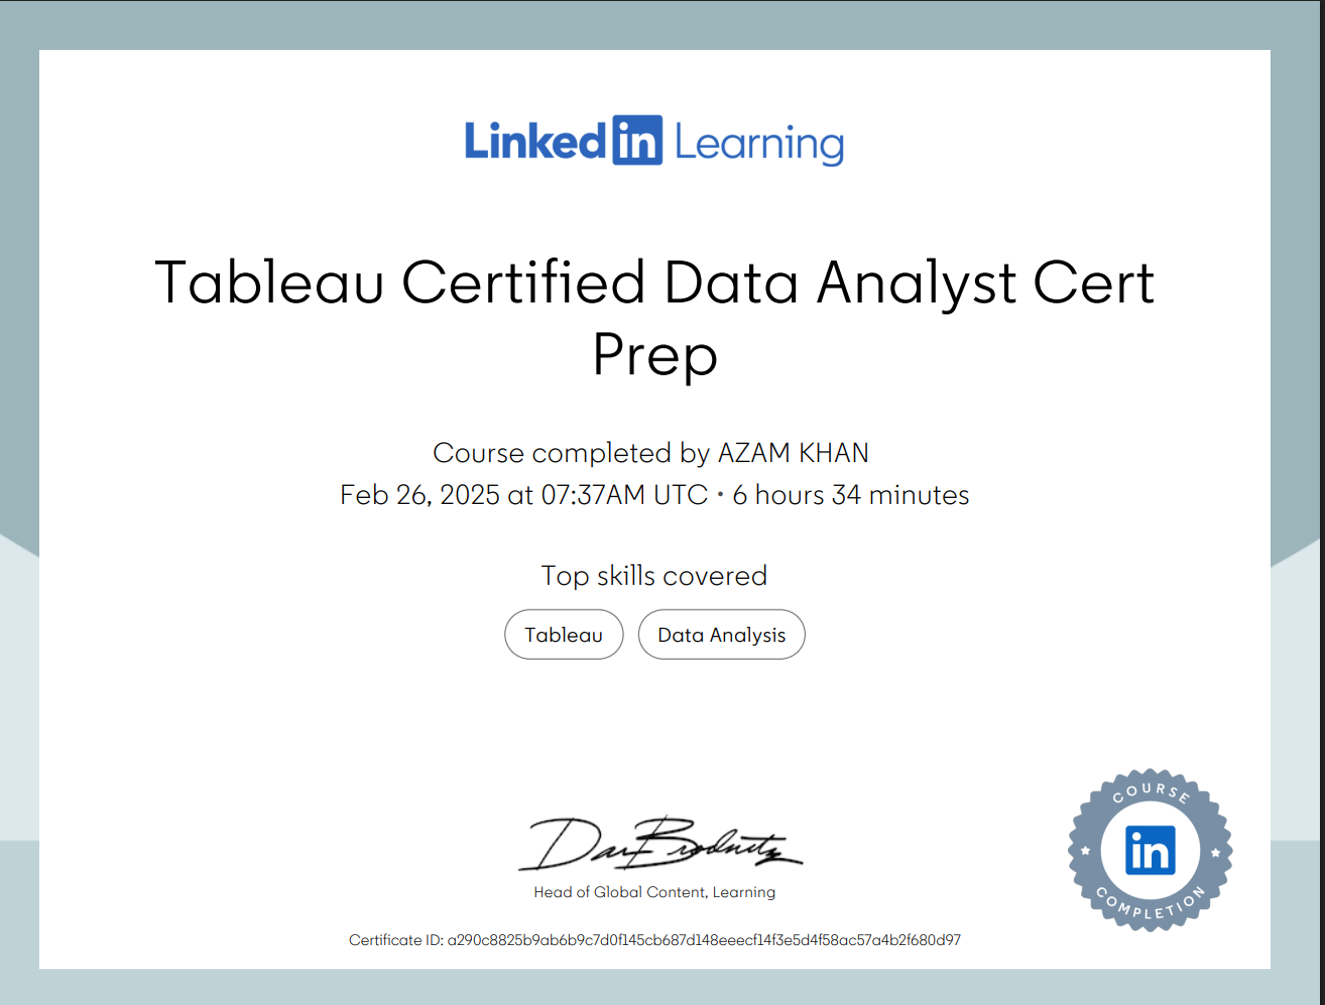 Linked in Learning
Tableau Certified Data Analyst Cert
Prep
Course completed by AZAM KHAN
Feb 26, 2025 at 07:37AM UTC • 6 hours 34 minutes
Top skills covered
Tableau
Data Analysis
Dan Brodnitz
Head of Global Content, Learning
COURSE
in
COMPLETION
Certificate ID: a290c8825b9ab6b9c7d0f145cb687d148eeecf14f3e5d4f58ac57a4b2f680d97